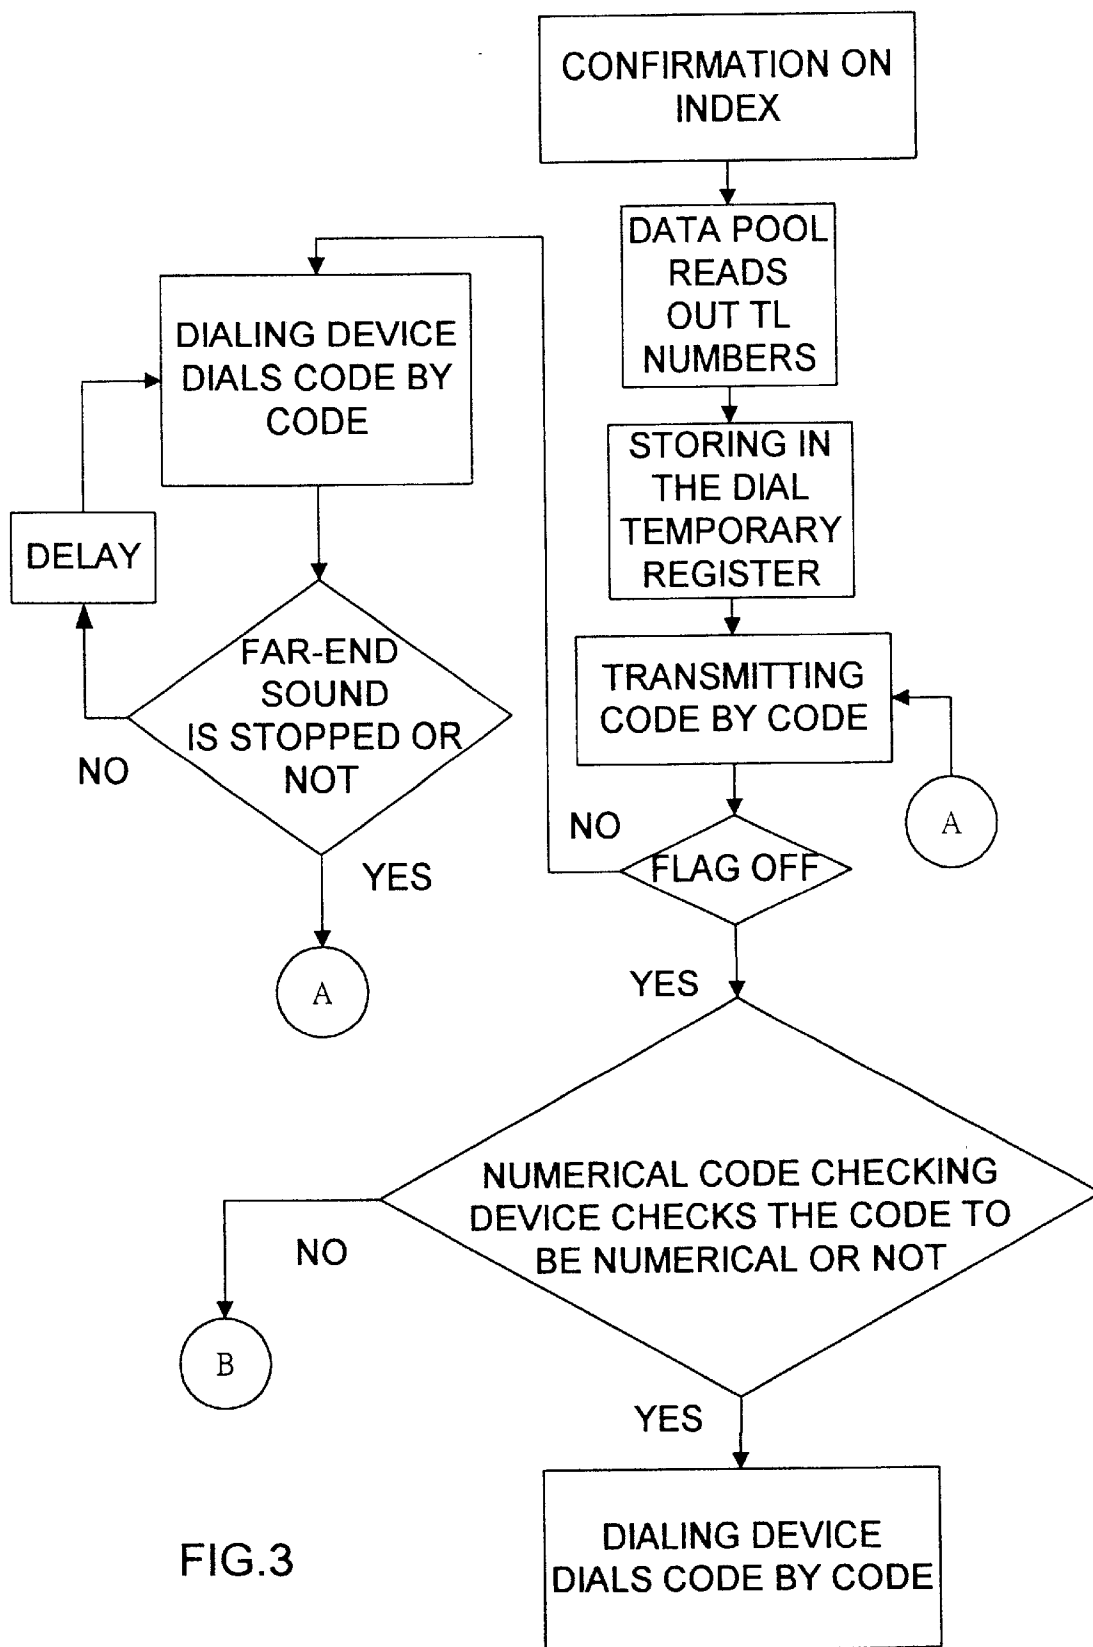 CONFIRMATION ON
INDEX
DATA POOL
READS
OUT TL
NUMBERS
STORING IN
THE DIAL
TEMPORARY
REGISTER
TRANSMITTING
CODE BY CODE
A
FLAG OFF
NO
YES
DIALING DEVICE
DIALS CODE BY
CODE
DELAY
FAR-END
SOUND
IS STOPPED OR
NOT
NO
YES
A
NUMERICAL CODE CHECKING
DEVICE CHECKS THE CODE TO
BE NUMERICAL OR NOT
NO
B
YES
DIALING DEVICE
DIALS CODE BY CODE
FIG.3